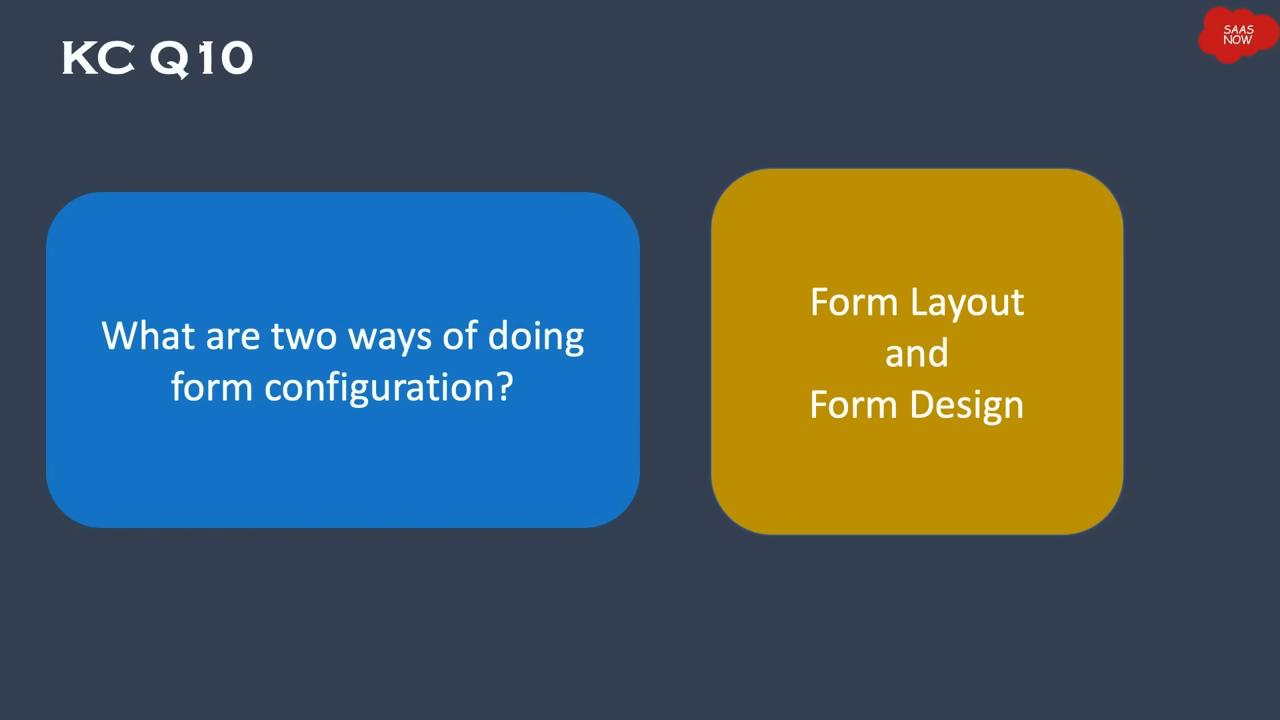 KC Q10
SAAS
NOW
What are two ways of doing
form configuration?
Form Layout
and
Form Design